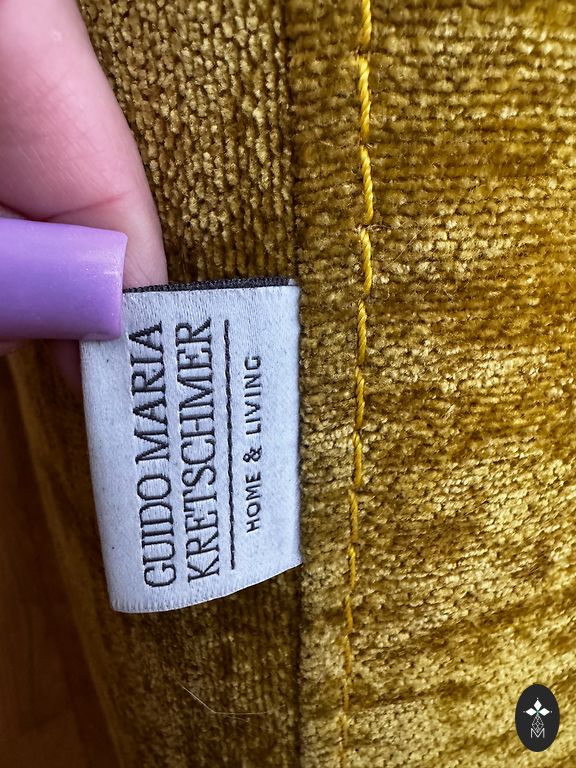 GUIDO MARIA
KRETSCHMER
HOME & LIVING
M